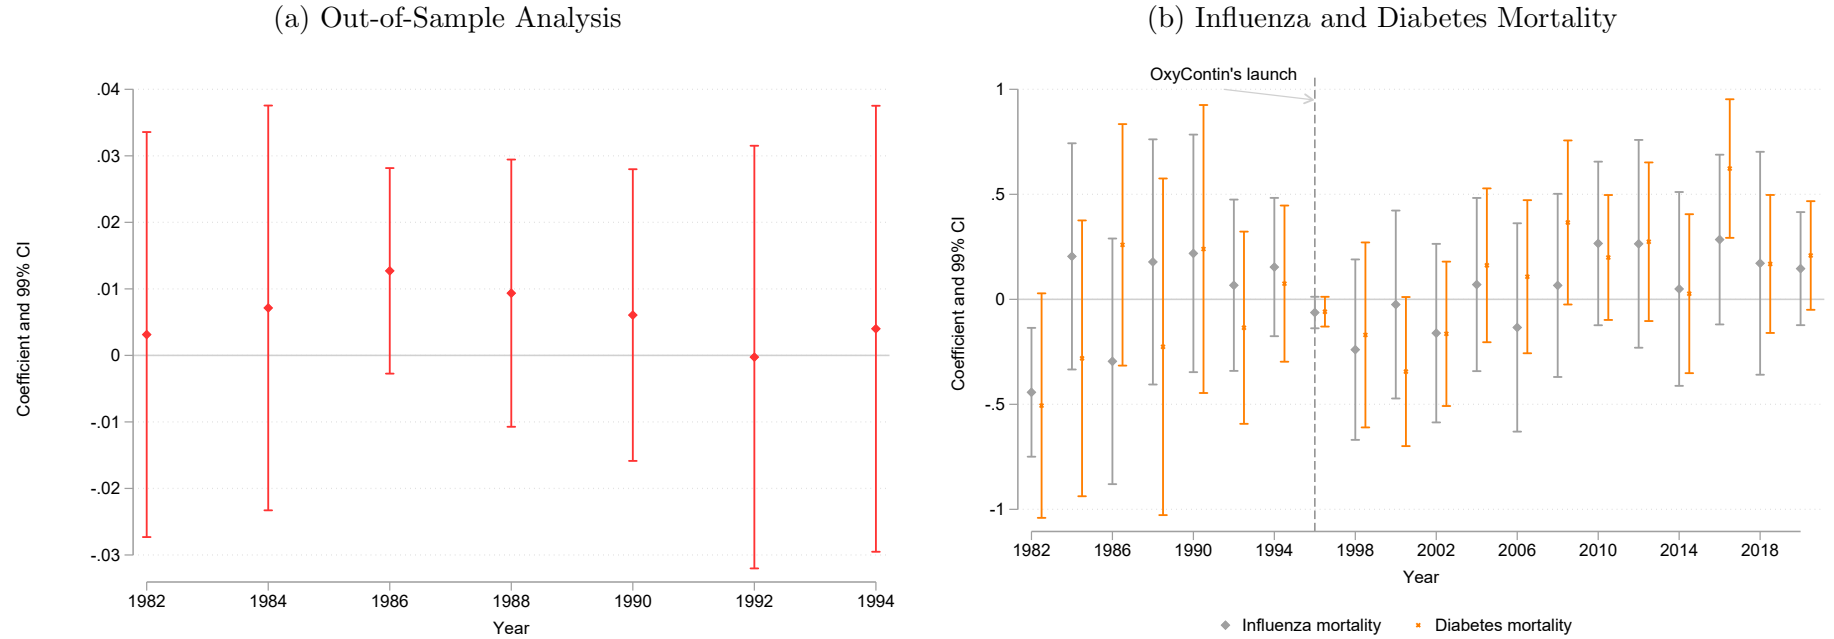 (a) Out-of-Sample Analysis
Coefficient and 99% CI
.04
.03
.02
.01
0
-.01
-.02
-.03
1982 1984 1986 1988 1990 1992 1994
Year
(b) Influenza and Diabetes Mortality
OxyContin's launch
Coefficient and 99% CI
1
.5
0
-.5
-1
1982 1986 1990 1994 1998 2002 2006 2010 2014 2018
Year
Influenza mortality Diabetes mortality